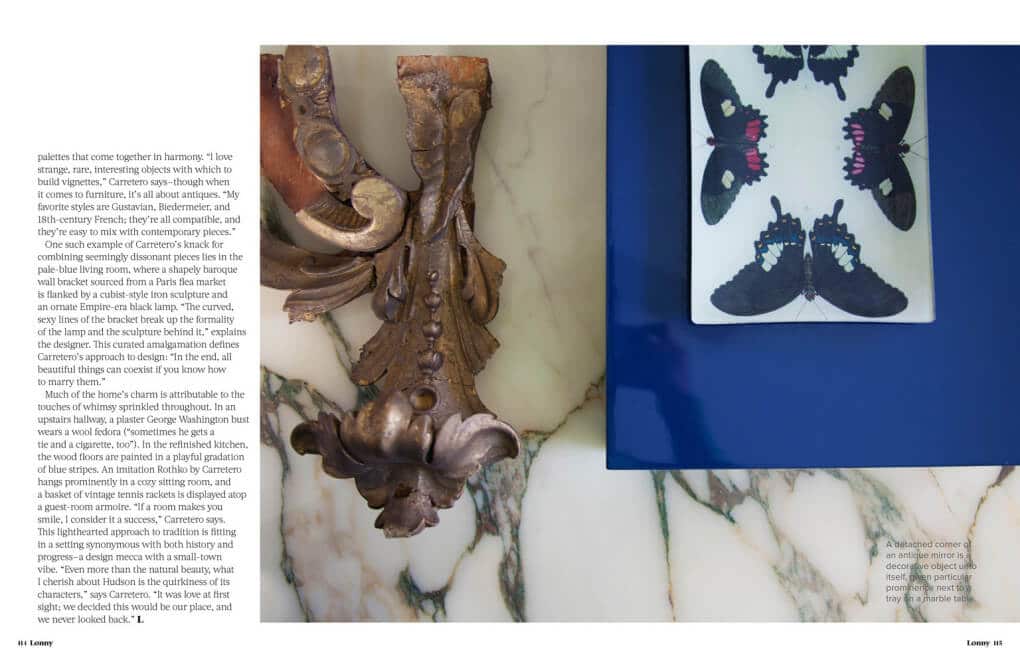 palettes that come together in harmony. “I love
strange, rare, interesting objects with which to
build vignettes,” Carretero says–though when
it comes to furniture, it’s all about antiques. “My
favorite styles are Gustavian, Biedermeier, and
18th-century French; they’re all compatible, and
they’re easy to mix with contemporary pieces.”
One such example of Carretero’s knack for
combining seemingly dissonant pieces lies in the
pale-blue living room, where a shapely baroque
wall bracket sourced from a Paris flea market
is flanked by a cubist-style iron sculpture and
an ornate Empire-era black lamp. “The curved,
sexy lines of the bracket break up the formality
of the lamp and the sculpture behind it,” explains
the designer. This curated amalgamation defines
Carretero’s approach to design: “In the end, all
beautiful things can coexist if you know how
to marry them.”
Much of the home’s charm is attributable to the
touches of whimsy sprinkled throughout. In an
upstairs hallway, a plaster George Washington bust
wears a wool fedora (“sometimes he gets a
tie and a cigarette, too”). In the refinished kitchen,
the wood floors are painted in a playful gradation
of blue stripes. An imitation Rothko by Carretero
hangs prominently in a cozy sitting room, and
a basket of vintage tennis rackets is displayed atop
a guest-room armoire. “If a room makes you
smile, I consider it a success,” Carretero says.
This lighthearted approach to tradition is fitting
in a setting synonymous with both history and
progress–a design mecca with a small-town
vibe. “Even more than the natural beauty, what
I cherish about Hudson is the quirkiness of its
characters,” says Carretero. “It was love at first
sight; we decided this would be our place, and
we never looked back.” L
A detached corner of
an antique mirror is a
decorative object unto
itself, given particular
prominence next to a
tray on a marble table.
114 Lonny
Lonny 115